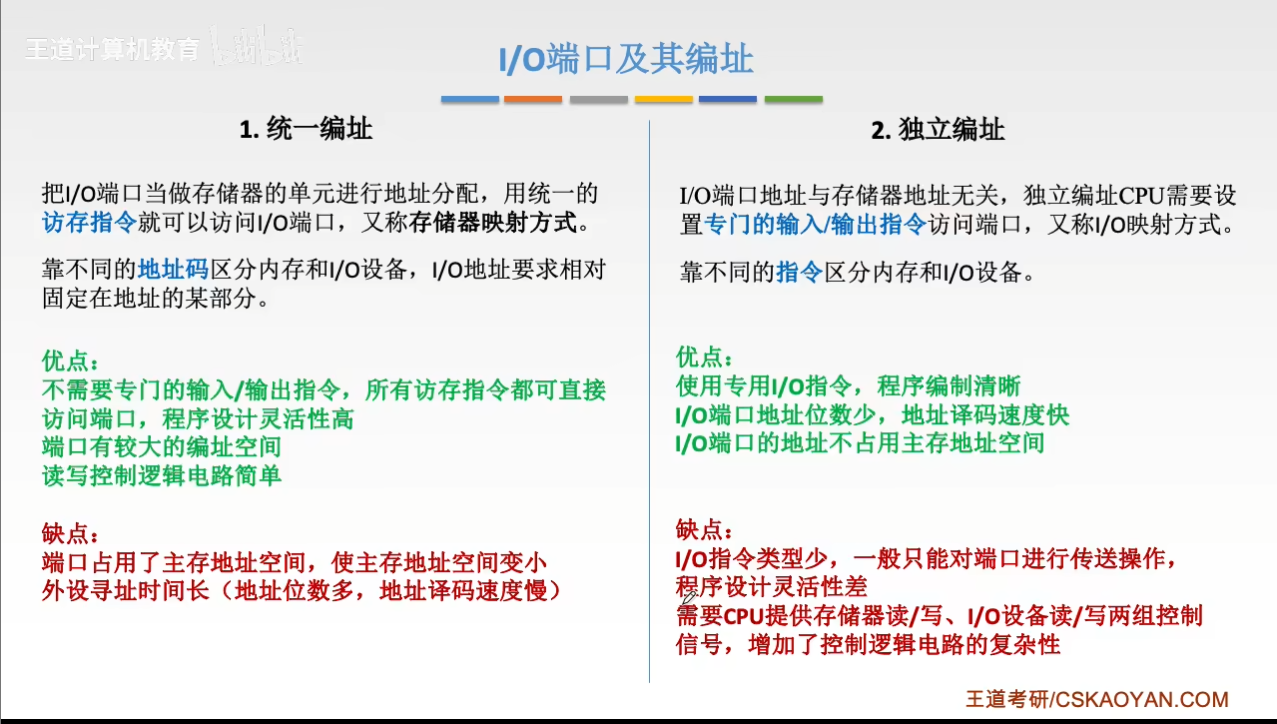 王道计算机教育 bilibili
I/O端口及其编址
1. 统一编址
把I/O端口当做存储器的单元进行地址分配，用统一的
访存指令就可以访问I/O端口，又称存储器映射方式。
靠不同的地址码区分内存和I/O设备，I/O地址要求相对
固定在地址的某部分。
优点：
不需要专门的输入/输出指令，所有访存指令都可直接
访问端口，程序设计灵活性高
端口有较大的编址空间
读写控制逻辑电路简单
缺点：
端口占用了主存地址空间，使主存地址空间变小
外设寻址时间长（地址位数多，地址译码速度慢）
2. 独立编址
I/O端口地址与存储器地址无关，独立编址CPU需要设
置专门的输入/输出指令访问端口，又称I/O映射方式。
靠不同的指令区分内存和I/O设备。
优点：
使用专用I/O指令，程序编制清晰
I/O端口地址位数少，地址译码速度快
I/O端口的地址不占用主存地址空间
缺点：
I/O指令类型少，一般只能对端口进行传送操作，
程序设计灵活性差
需要CPU提供存储器读/写、I/O设备读/写两组控制
信号，增加了控制逻辑电路的复杂性
王道考研/CSKAOYAN.COM